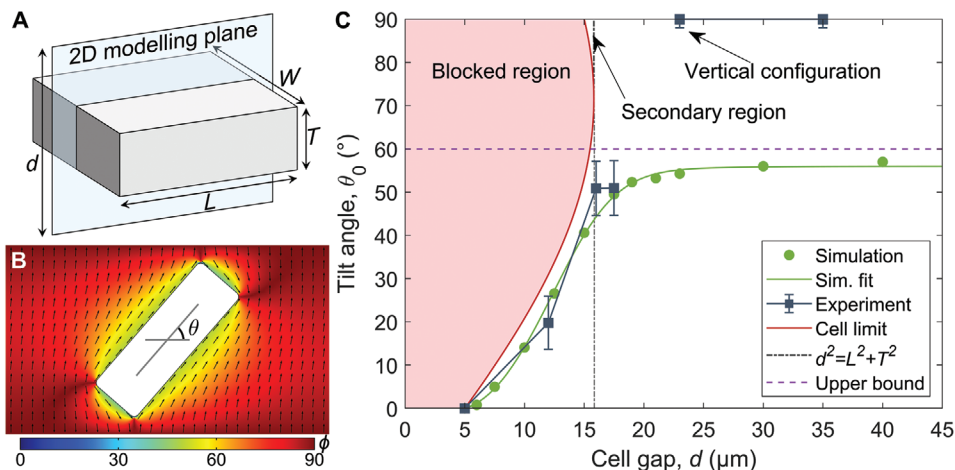 A
2D modelling plane
W
T
d
L
B
θ
ϕ
0 30 60 90
C
90
80
70
60
50
40
30
20
10
0
Tilt angle, θ₀ (°)
Blocked region
Vertical configuration
Secondary region
Simulation
Sim. fit
Experiment
Cell limit
d²=L²+T²
Upper bound
0 5 10 15 20 25 30 35 40 45
Cell gap, d (μm)